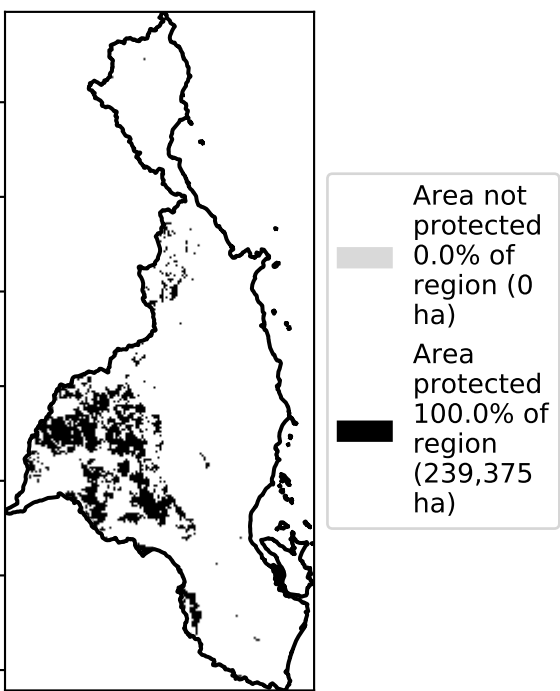 Area not
protected
0.0% of
region (0
ha)
Area
protected
100.0% of
region
(239,375
ha)